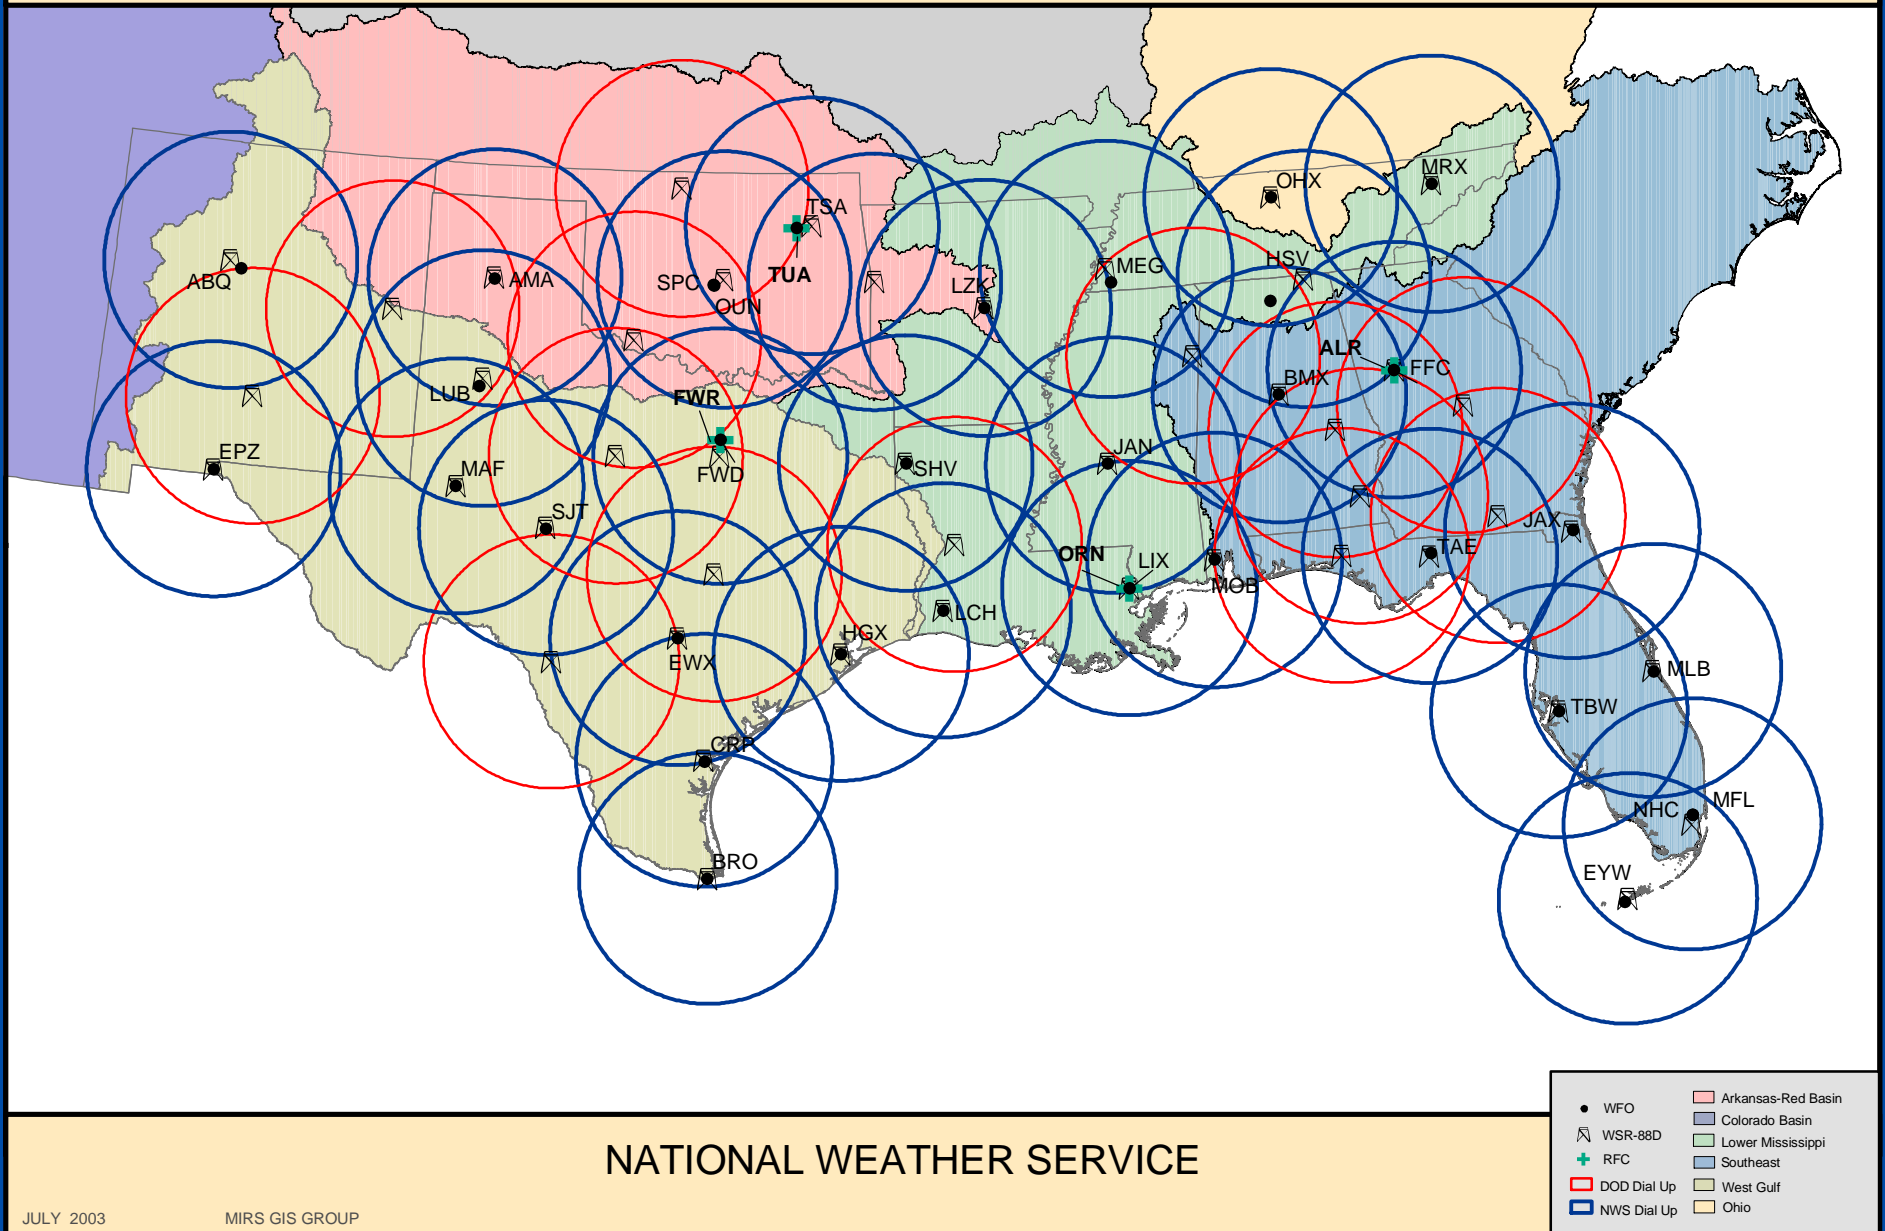 OHX
MRX
TSA
ABQ
AMA
SPC
TUA
OUN
LZK
MEG
HSV
ALR
FFC
BMX
LUB
FWR
EPZ
MAF
FWD
SHV
JAN
SJT
JAX
TAE
ORN
LIX
MOB
LCH
HGX
EWX
MLB
TBW
CRP
NHC
MFL
BRO
EYW
WFO
WSR-88D
RFC
DOD Dial Up
NWS Dial Up
Arkansas-Red Basin
Colorado Basin
Lower Mississippi
Southeast
West Gulf
Ohio
NATIONAL WEATHER SERVICE
JULY 2003
MIRS GIS GROUP